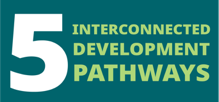 5
INTERCONNECTED
DEVELOPMENT
PATHWAYS